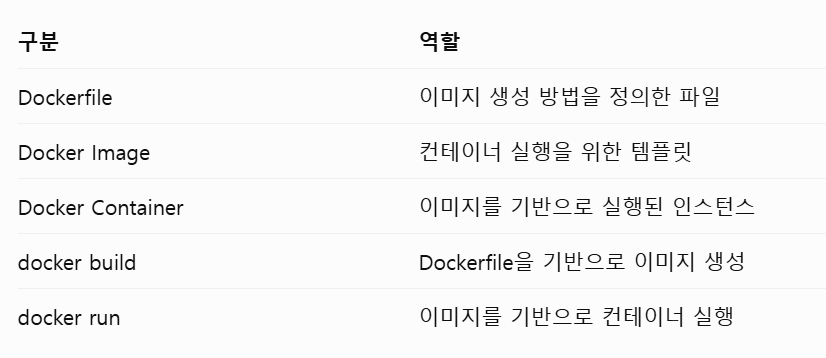 구분 역할
Dockerfile 이미지 생성 방법을 정의한 파일
Docker Image 컨테이너 실행을 위한 템플릿
Docker Container 이미지를 기반으로 실행된 인스턴스
docker build Dockerfile을 기반으로 이미지 생성
docker run 이미지를 기반으로 컨테이너 실행